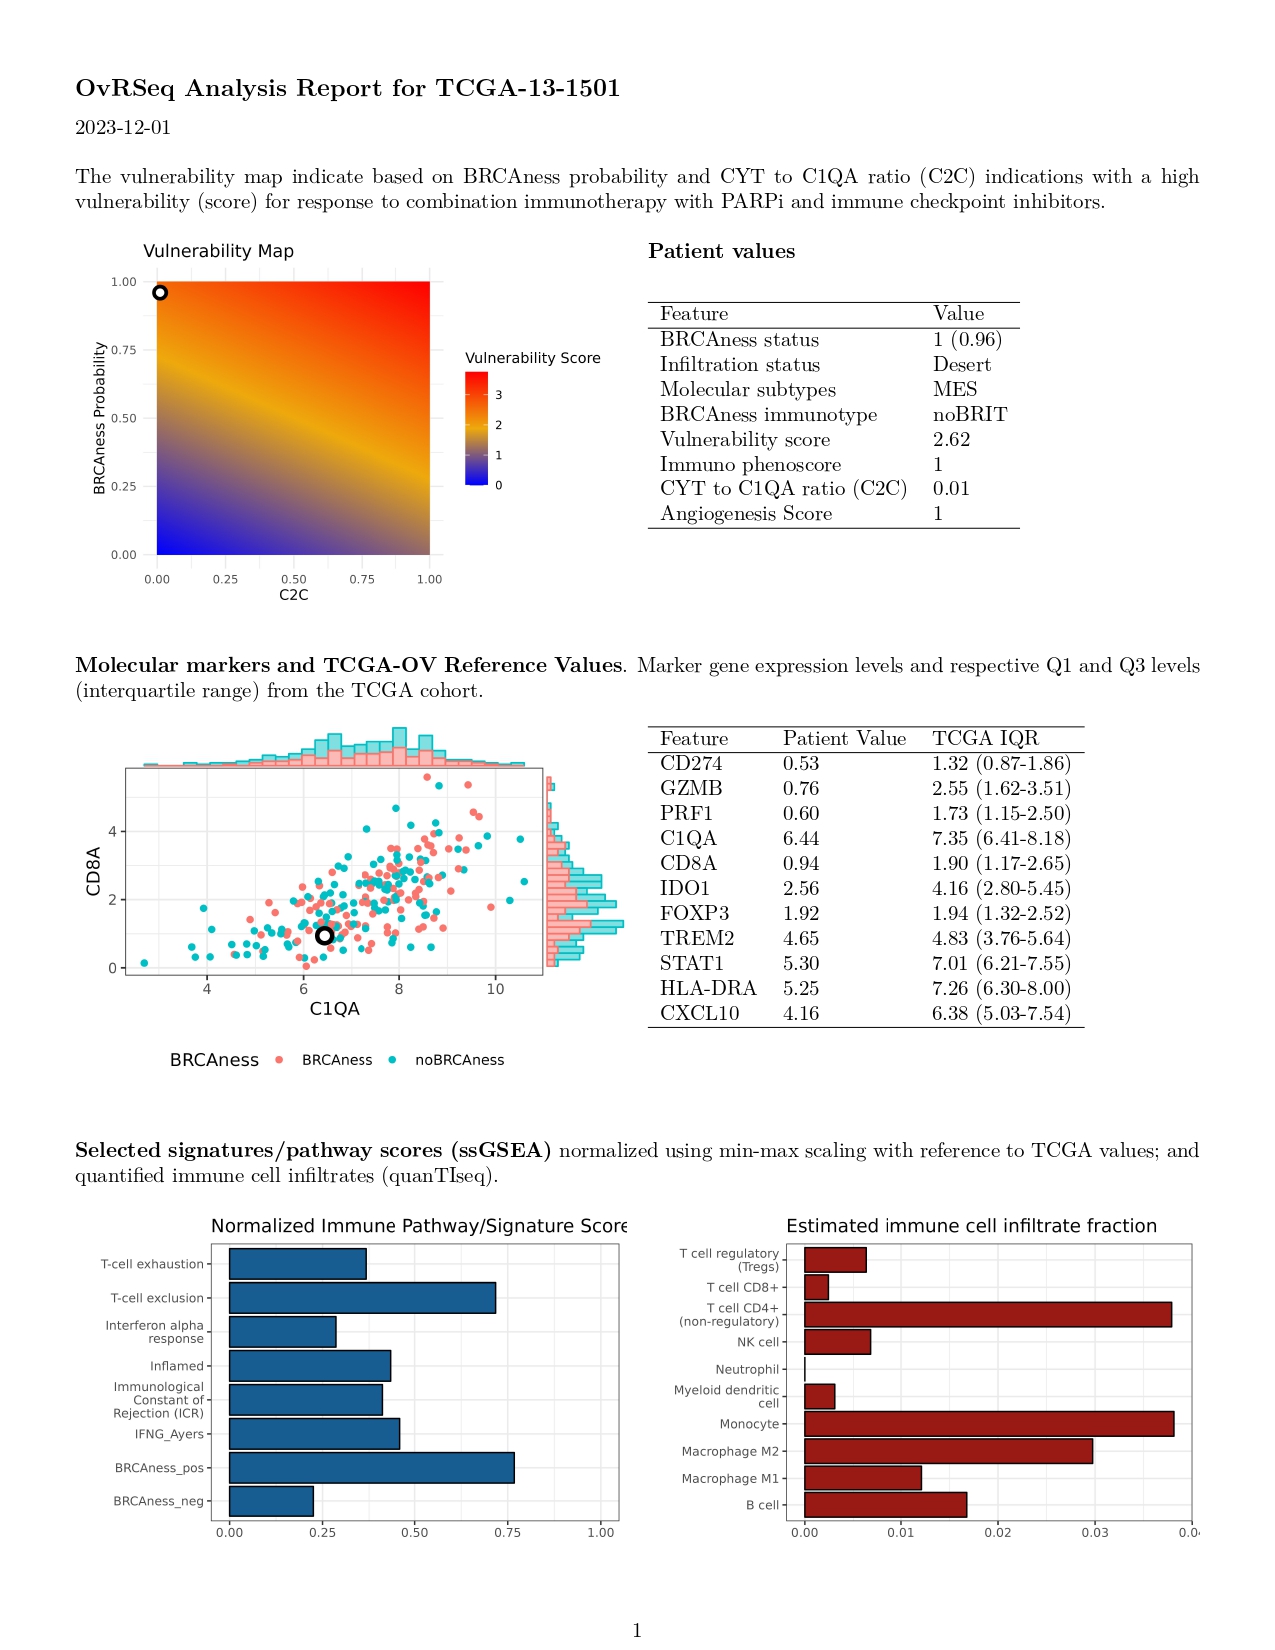 OvRSeq Analysis Report for TCGA-13-1501
2023-12-01
The vulnerability map indicate based on BRCAness probability and CYT to C1QA ratio (C2C) indications with a high
vulnerability (score) for response to combination immunotherapy with PARPi and immune checkpoint inhibitors.
Vulnerability Map
1.00
0.75
0.50
0.25
0.00
BRCAness Probability
0.00 0.25 0.50 0.75 1.00
C2C
Vulnerability Score
3
2
1
0
Patient values
Feature Value
BRCAness status 1 (0.96)
Infiltration status Desert
Molecular subtypes MES
BRCAness immunotype noBRIT
Vulnerability score 2.62
Immuno phenoscore 1
CYT to C1QA ratio (C2C) 0.01
Angiogenesis Score 1
Molecular markers and TCGA-OV Reference Values. Marker gene expression levels and respective Q1 and Q3 levels
(interquartile range) from the TCGA cohort.
CD8A
4
2
0
4 6 8 10
C1QA
BRCAness BRCAness noBRCAness
Feature Patient Value TCGA IQR
CD274 0.53 1.32 (0.87-1.86)
GZMB 0.76 2.55 (1.62-3.51)
PRF1 0.60 1.73 (1.15-2.50)
C1QA 6.44 7.35 (6.41-8.18)
CD8A 0.94 1.90 (1.17-2.65)
IDO1 2.56 4.16 (2.80-5.45)
FOXP3 1.92 1.94 (1.32-2.52)
TREM2 4.65 4.83 (3.76-5.64)
STAT1 5.30 7.01 (6.21-7.55)
HLA-DRA 5.25 7.26 (6.30-8.00)
CXCL10 4.16 6.38 (5.03-7.54)
Selected signatures/pathway scores (ssGSEA) normalized using min-max scaling with reference to TCGA values; and
quantified immune cell infiltrates (quanTIseq).
Normalized Immune Pathway/Signature Score
T-cell exhaustion
T-cell exclusion
Interferon alpha
response
Inflamed
Immunological
Constant of
Rejection (ICR)
IFNG_Ayers
BRCAness_pos
BRCAness_neg
0.00 0.25 0.50 0.75 1.00
Estimated immune cell infiltrate fraction
T cell regulatory
(Tregs)
T cell CD8+
T cell CD4+
(non-regulatory)
NK cell
Neutrophil
Myeloid dendritic
cell
Monocyte
Macrophage M2
Macrophage M1
B cell
0.00 0.01 0.02 0.03
1